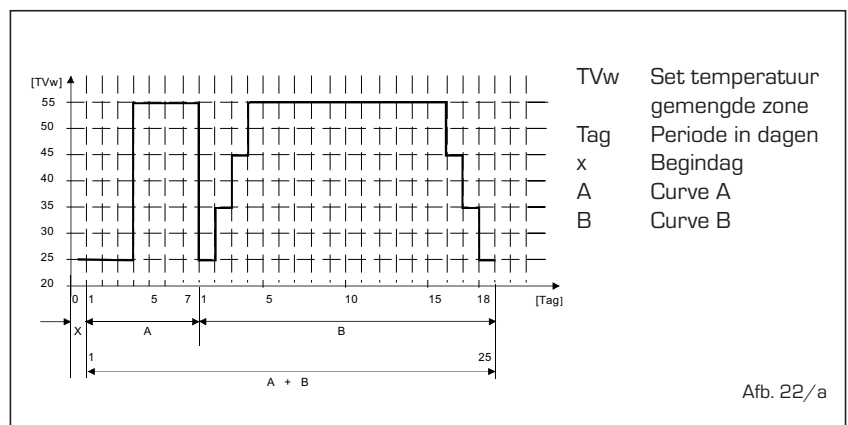 [TVw]
55
50
45
40
35
30
25
20
0 1 5 7 1 5 10 15 18 [Tag]
X A B
1 25
A + B
TVw Set temperatuur
gemengde zone
Tag Periode in dagen
x Begindag
A Curve A
B Curve B
Afb. 22/a